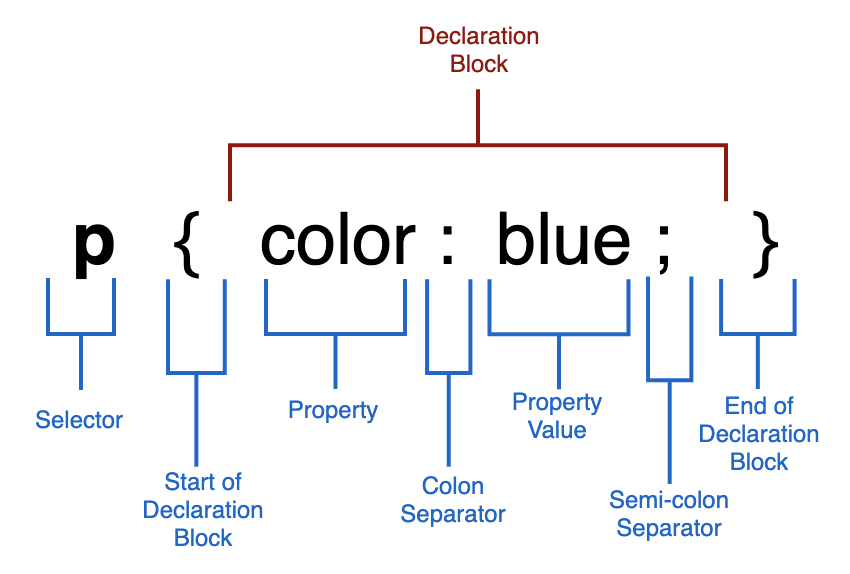 Declaration
Block
p { color : blue ; }
Selector
Start of
Declaration
Block
Property
Colon
Separator
Property
Value
Semi-colon
Separator
End of
Declaration
Block